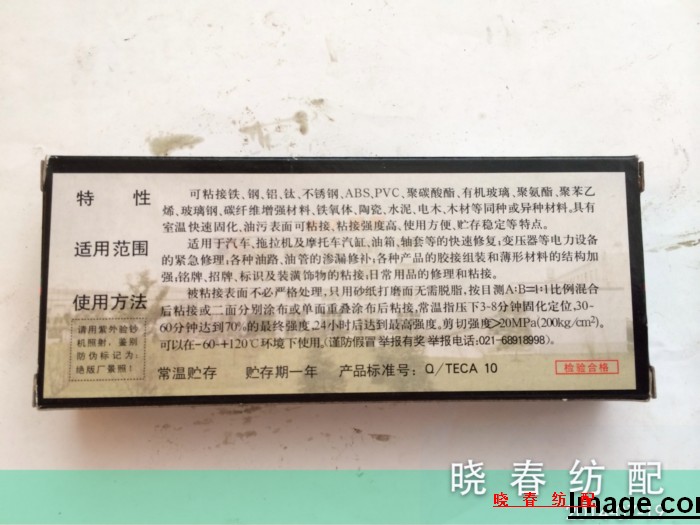 特 性
可粘接铁、钢、铝、钛、不锈钢、ABS、PVC、聚碳酸酯、有机玻璃、聚氨酯、聚苯乙
烯、玻璃钢、碳纤维增强材料、铁氧体、陶瓷、水泥、电木、木材等同种或异种材料。具有
室温快速固化、油污表面可粘接、粘接强度高、使用方便、贮存稳定等特点。
适用范围
适用于汽车、拖拉机及摩托车汽缸、油箱、轴套等的快速修复;变压器等电力设备
的紧急修理;各种油路、油管的渗漏修补;各种产品的胶接组装和薄形材料的结构加
强;铭牌、招牌、标识及装潢饰物的粘接;日常用品的修理和粘接。
使用方法
被粘接表面不必严格处理,只用砂纸打磨而无需脱脂,按目测A:B=1:1比例混合
后粘接或二面分别涂布或单面重叠涂布后粘接,常温指压下3-8分钟固化定位,30-
60分钟达到70%的最终强度,24小时后达到最高强度。剪切强度>20MPa(200kg/cm²)。
可以在-60-+120℃环境下使用。(谨防假冒 举报有奖 举报电话:021-68918998)。
请用紫外验钞
机照射,鉴别
防伪标记为:
绝版厂景照!
常温贮存 贮存期一年 产品标准号: Q/TECA 10
检验合格
晓春纺配
晓春纺配
Image co